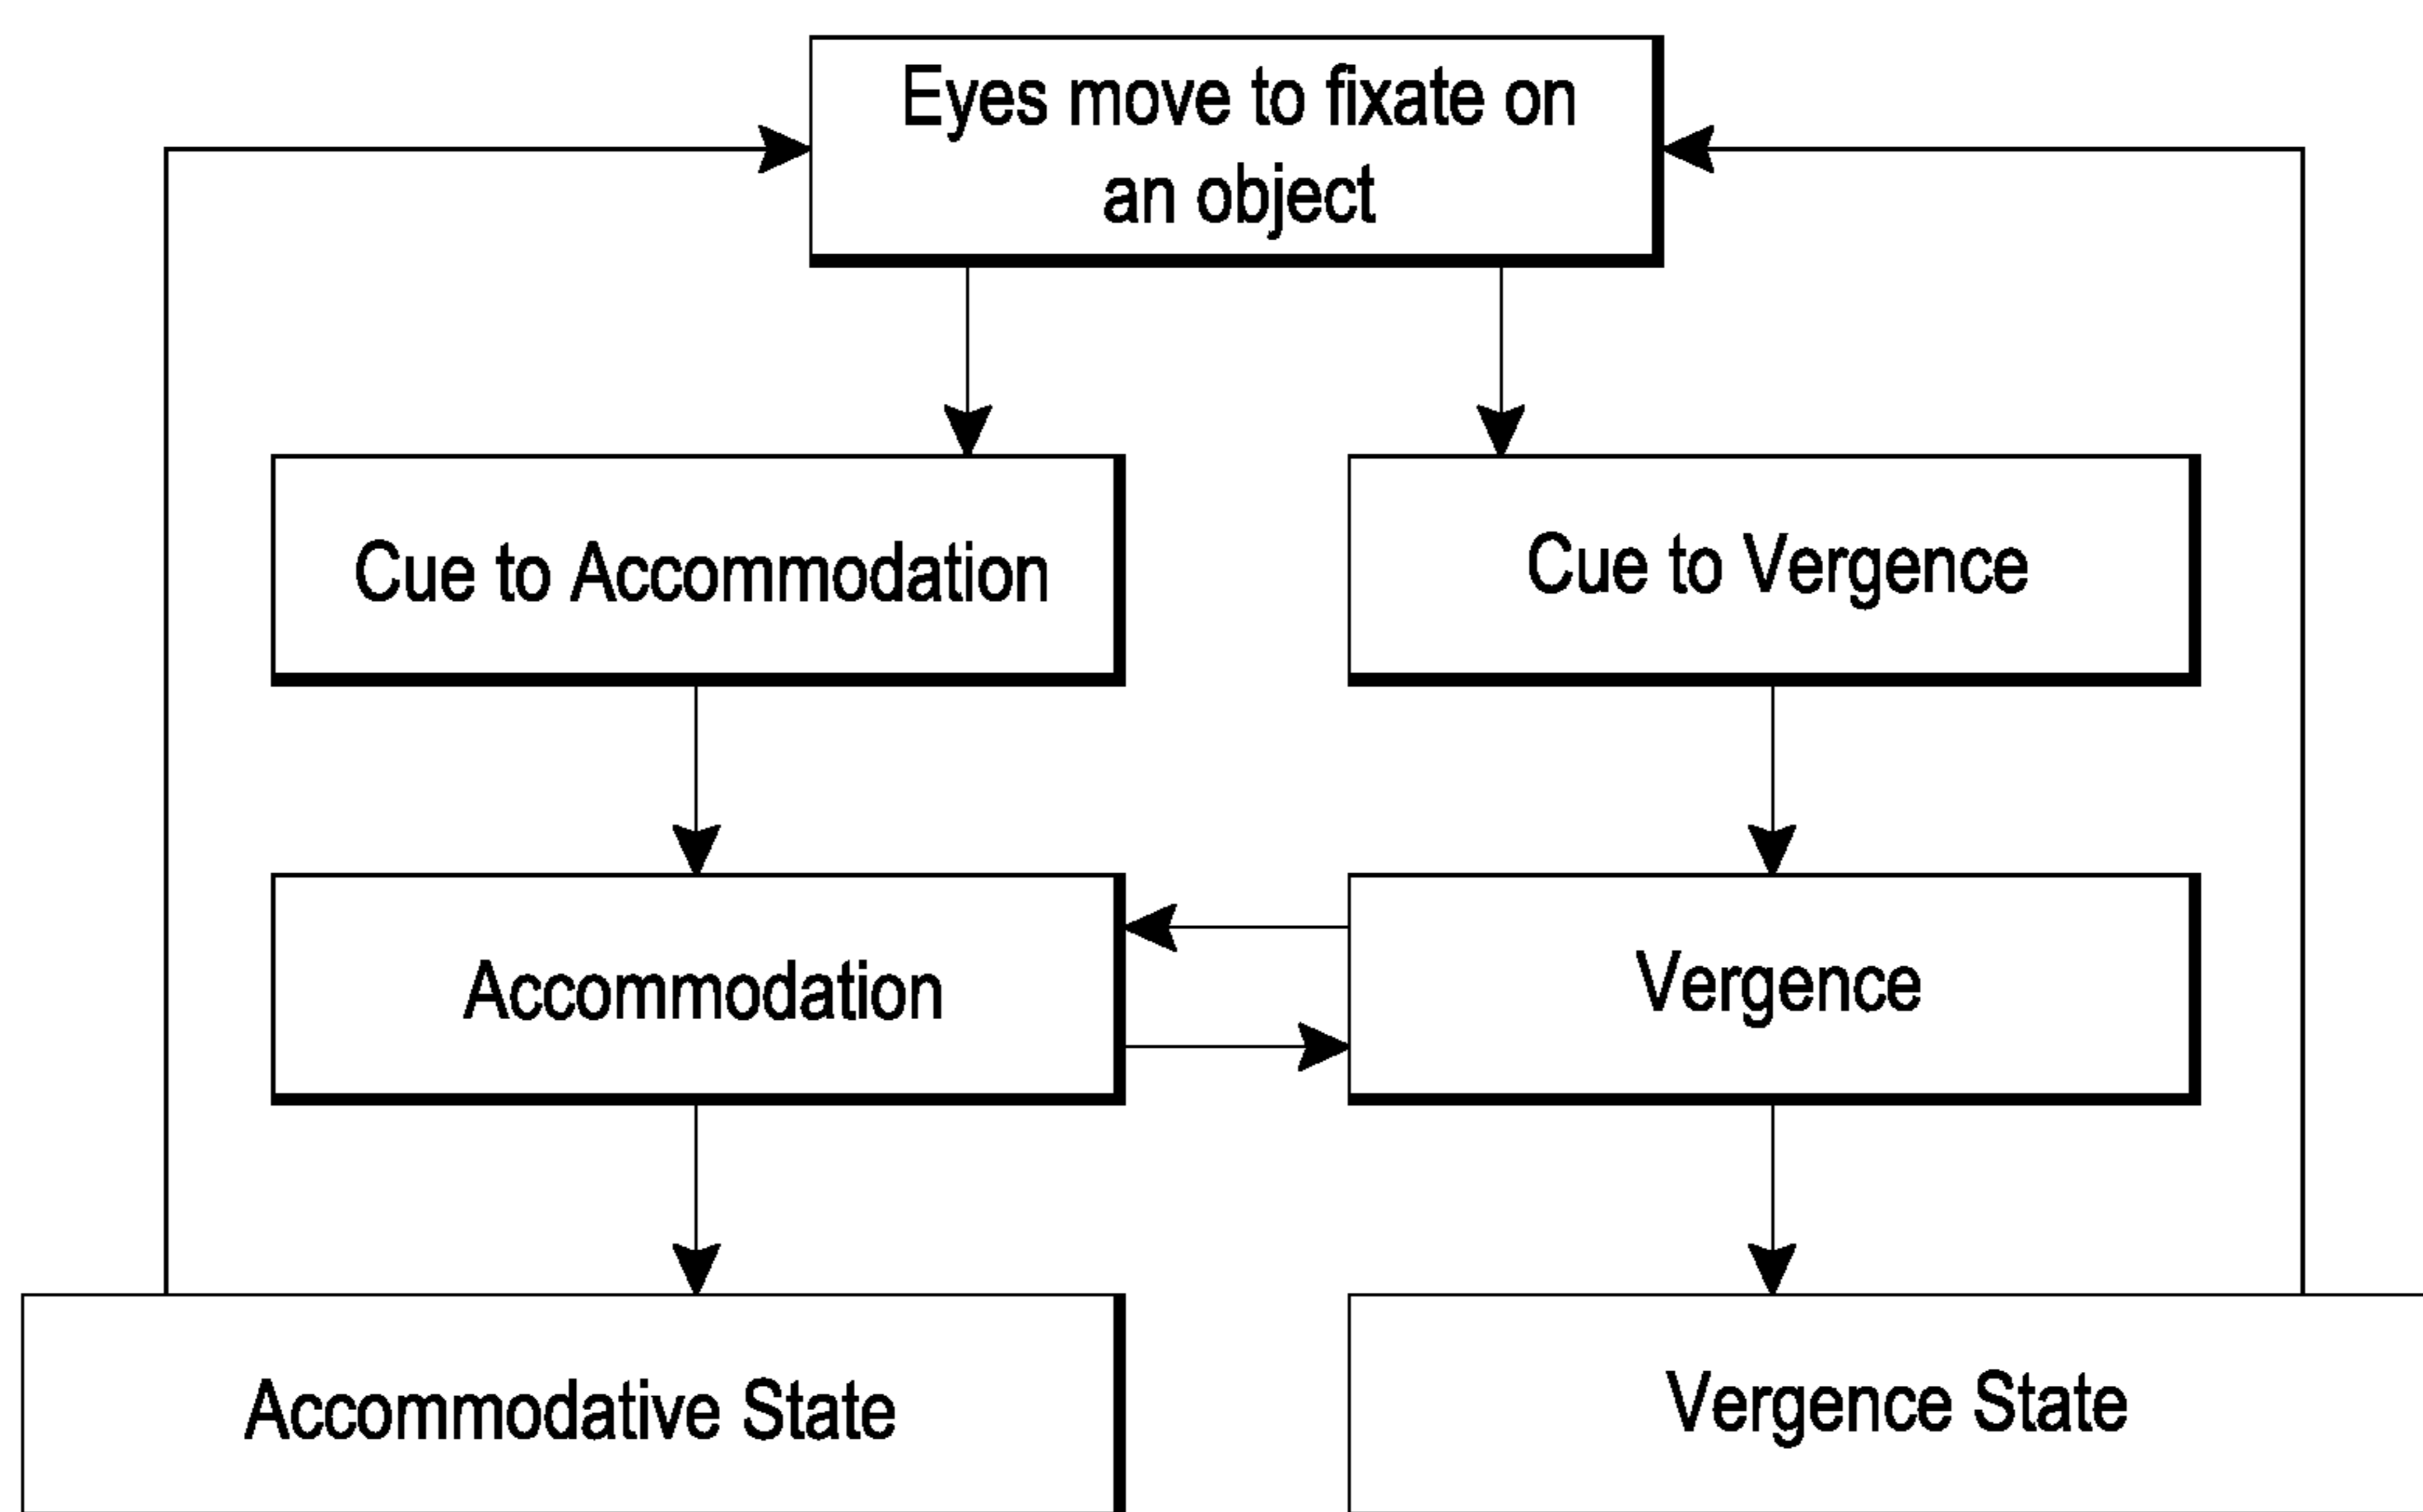 Eyes move to fixate on
an object
Cue to Accommodation
Cue to Vergence
Accommodation
Vergence
Accommodative State
Vergence State